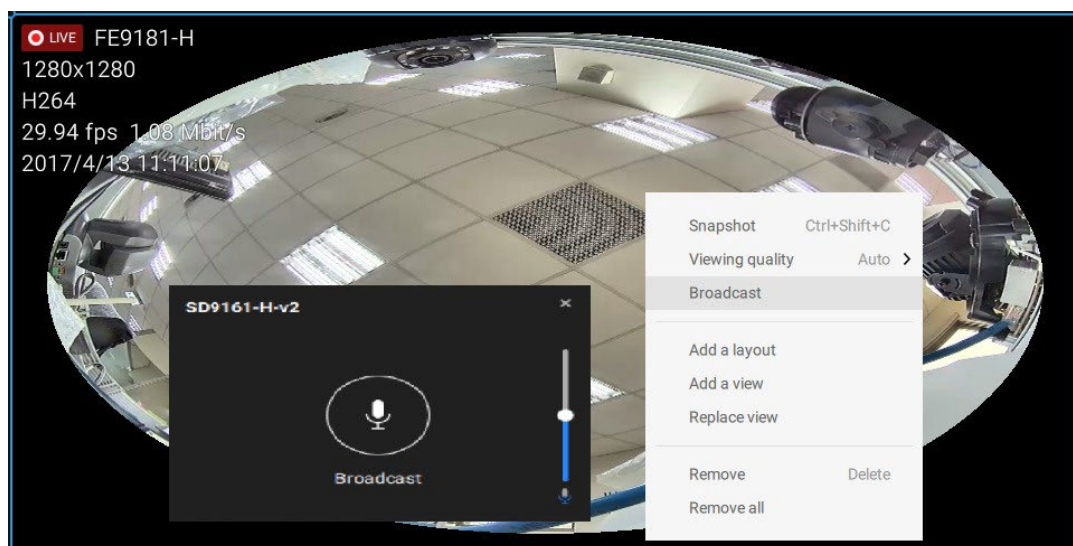 LIVE FE9181-H
1280x1280
H264
29.94 fps 1.08 Mbit/s
2017/4/13 11:11:07
SD9161-H-v2
Broadcast
Snapshot Ctrl+Shift+C
Viewing quality Auto
Broadcast
Add a layout
Add a view
Replace view
Remove Delete
Remove all